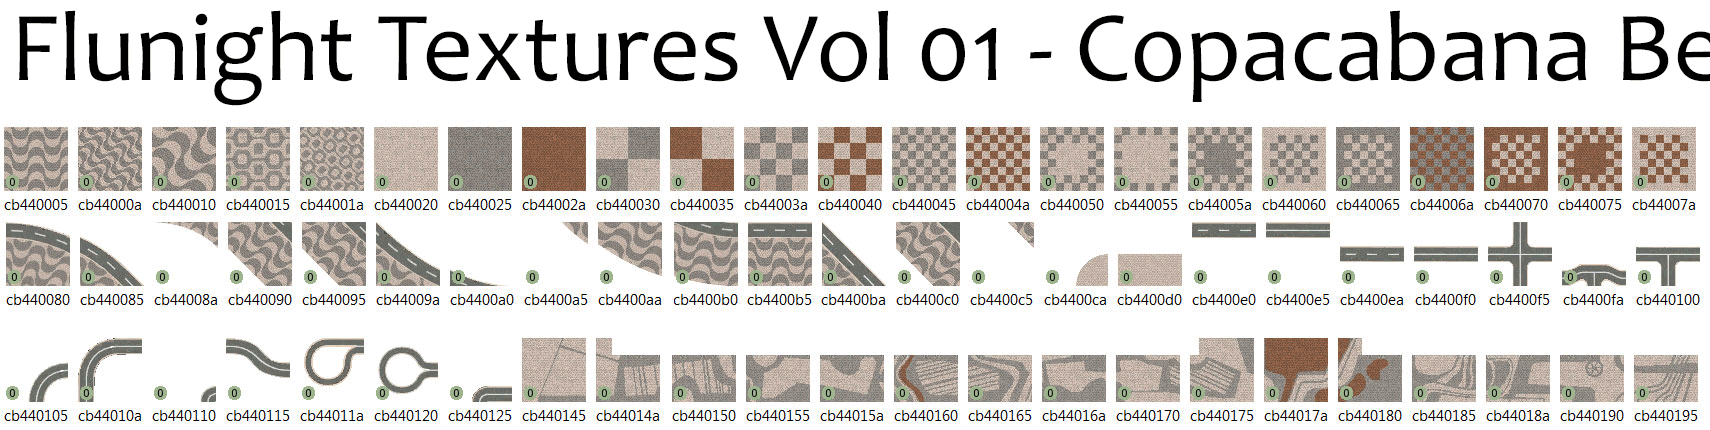 Flunight Textures Vol 01 - Copacabana Be
0 0 0 0 0 0 0 0 0 0 0 0 0 0 0 0 0 0 0 0 0 0 0
cb440005 cb44000a cb440010 cb440015 cb44001a cb440020 cb440025 cb44002a cb440030 cb440035 cb44003a cb440040 cb440045 cb44004a cb440050 cb440055 cb44005a cb440060 cb440065 cb44006a cb440070 cb440075 cb44007a
0 0 0 0 0 0 0 0 0 0 0 0 0 0 0 0 0 0 0 0 0 0 0
cb440080 cb440085 cb44008a cb440090 cb440095 cb44009a cb4400a0 cb4400a5 cb4400aa cb4400b0 cb4400b5 cb4400ba cb4400c0 cb4400c5 cb4400ca cb4400d0 cb4400e0 cb4400e5 cb4400ea cb4400f0 cb4400f5 cb4400fa cb440100
0 0 0 0 0 0 0 0 0 0 0 0 0 0 0 0 0 0 0 0 0 0 0
cb440105 cb44010a cb440110 cb440115 cb44011a cb440120 cb440125 cb440145 cb44014a cb440150 cb440155 cb44015a cb440160 cb440165 cb44016a cb440170 cb440175 cb44017a cb440180 cb440185 cb44018a cb440190 cb440195